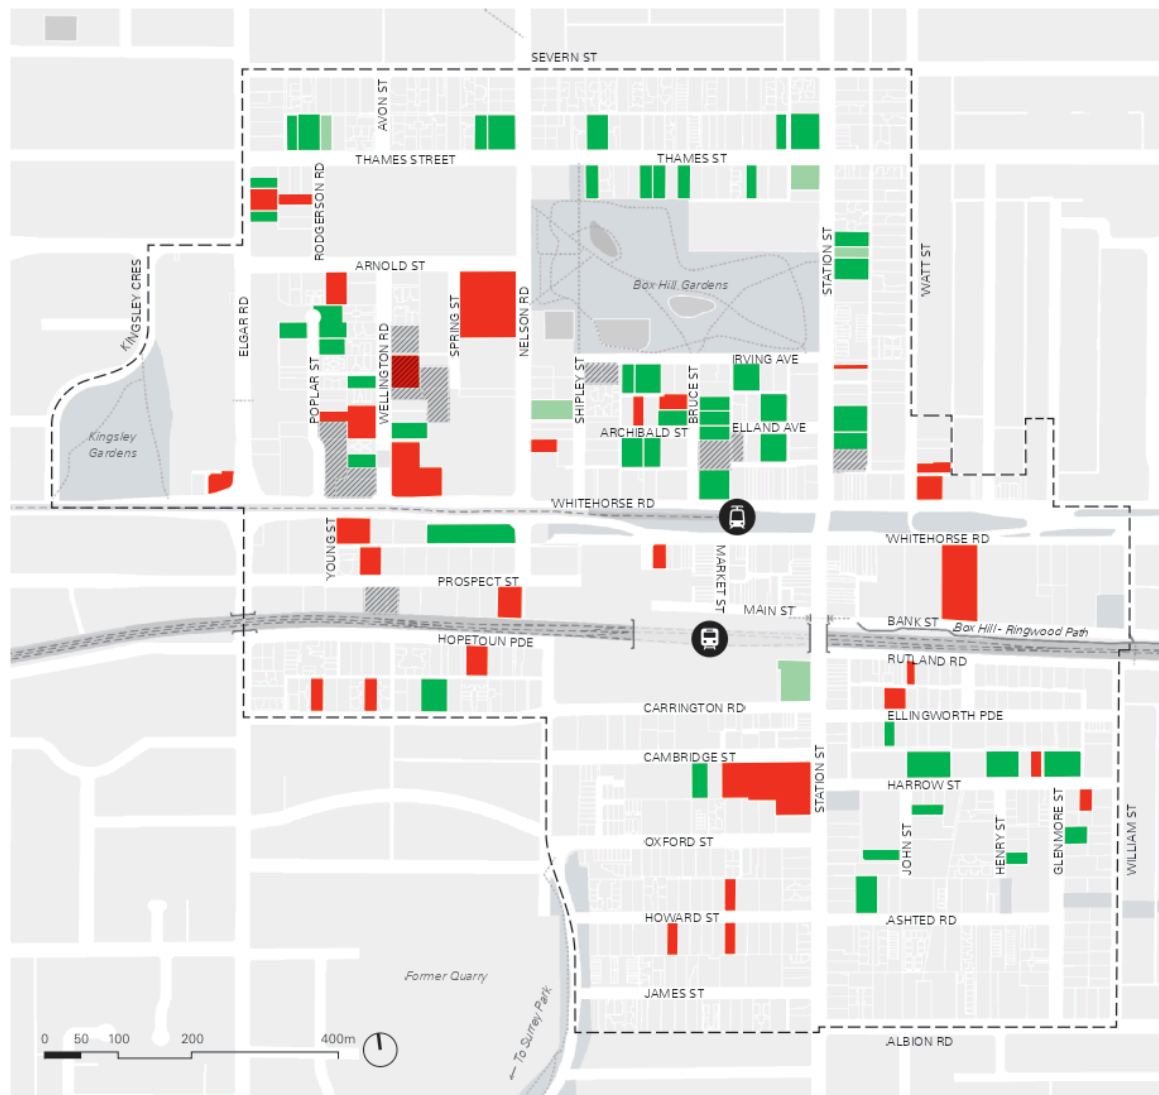 SEVERN ST
AVON ST
THAMES STREET
THAMES ST
RODGERSON RD
STATION ST
WATT ST
KINGSLEY CRES
ELGAR RD
ARNOLD ST
SPRING ST
NELSON RD
Box Hill Gardens
WELLINGTON RD
POPLAR ST
SHIPLEY ST
BRUCE ST
IRVING AVE
ELLAND AVE
ARCHIBALD ST
Kingsley
Gardens
WHITEHORSE RD
WHITEHORSE RD
YOUNG ST
MARKET ST
PROSPECT ST
MAIN ST
BANK ST
Box Hill - Ringwood Path
HOPETOUN PDE
RUTLAND RD
CARRINGTON RD
ELLINGWORTH PDE
CAMBRIDGE ST
STATION ST
HARROW ST
OXFORD ST
JOHN ST
HENRY ST
GLENMORE ST
WILLIAM ST
HOWARD ST
ASHTED RD
Former Quarry
JAMES ST
← To Surrey Park
ALBION RD
0 50 100 200 400m